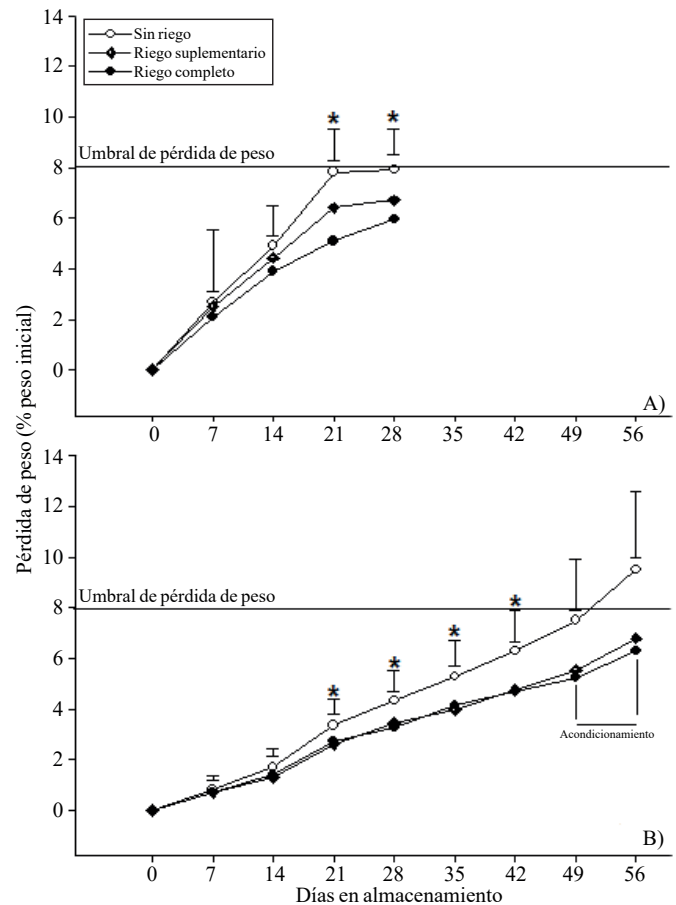 14
12
10
8
6
4
2
0
Sin riego
Riego suplementario
Riego completo
* *
Umbral de pérdida de peso
A)
0 7 14 21 28 35 42 49 56
Pérdida de peso (% peso inicial)
14
12
10
8
6
4
2
0
Umbral de pérdida de peso
* * * *
Acondicionamiento
B)
0 7 14 21 28 35 42 49 56
Días en almacenamiento